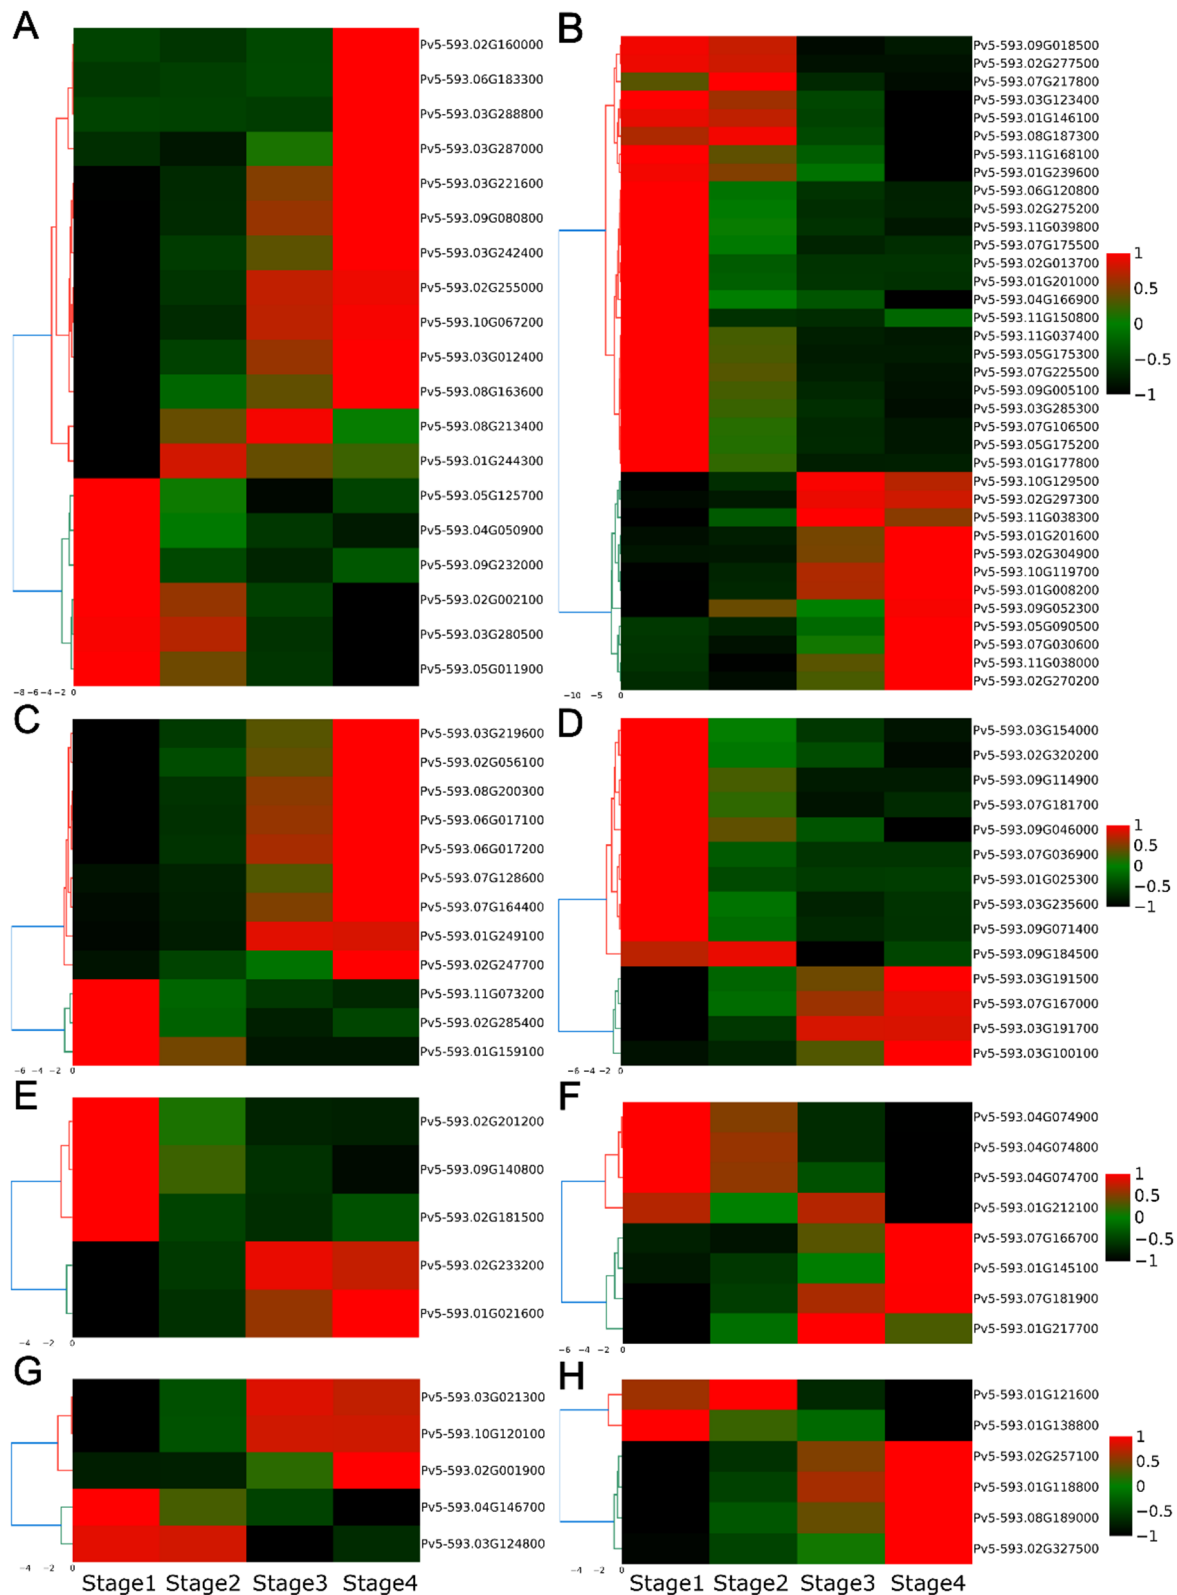 A
Pv5-593.02G160000
Pv5-593.06G183300
Pv5-593.03G288800
Pv5-593.03G287000
Pv5-593.03G221600
Pv5-593.09G080800
Pv5-593.03G242400
Pv5-593.02G255000
Pv5-593.10G067200
Pv5-593.03G012400
Pv5-593.08G163600
Pv5-593.08G213400
Pv5-593.01G244300
Pv5-593.05G125700
Pv5-593.04G050900
Pv5-593.09G232000
Pv5-593.02G002100
Pv5-593.03G280500
Pv5-593.05G011900
−8 −6 −4 −2 0
B
Pv5-593.09G018500
Pv5-593.02G277500
Pv5-593.07G217800
Pv5-593.03G123400
Pv5-593.01G146100
Pv5-593.08G187300
Pv5-593.11G168100
Pv5-593.01G239600
Pv5-593.06G120800
Pv5-593.02G275200
Pv5-593.11G039800
Pv5-593.07G175500
Pv5-593.02G013700
Pv5-593.01G201000
Pv5-593.04G166900
Pv5-593.11G150800
Pv5-593.11G037400
Pv5-593.05G175300
Pv5-593.07G225500
Pv5-593.09G005100
Pv5-593.03G285300
Pv5-593.07G106500
Pv5-593.05G175200
Pv5-593.01G177800
Pv5-593.10G129500
Pv5-593.02G297300
Pv5-593.11G038300
Pv5-593.01G201600
Pv5-593.02G304900
Pv5-593.10G119700
Pv5-593.01G008200
Pv5-593.09G052300
Pv5-593.05G090500
Pv5-593.07G030600
Pv5-593.11G038000
Pv5-593.02G270200
−10 −5 0
1
0.5
0
−0.5
−1
C
Pv5-593.03G219600
Pv5-593.02G056100
Pv5-593.08G200300
Pv5-593.06G017100
Pv5-593.06G017200
Pv5-593.07G128600
Pv5-593.07G164400
Pv5-593.01G249100
Pv5-593.02G247700
Pv5-593.11G073200
Pv5-593.02G285400
Pv5-593.01G159100
−6 −4 −2 0
D
Pv5-593.03G154000
Pv5-593.02G320200
Pv5-593.09G114900
Pv5-593.07G181700
Pv5-593.09G046000
Pv5-593.07G036900
Pv5-593.01G025300
Pv5-593.03G235600
Pv5-593.09G071400
Pv5-593.09G184500
Pv5-593.03G191500
Pv5-593.07G167000
Pv5-593.03G191700
Pv5-593.03G100100
−6 −4 −2 0
1
0.5
0
−0.5
−1
E
Pv5-593.02G201200
Pv5-593.09G140800
Pv5-593.02G181500
Pv5-593.02G233200
Pv5-593.01G021600
−4 −2 0
F
Pv5-593.04G074900
Pv5-593.04G074800
Pv5-593.04G074700
Pv5-593.01G212100
Pv5-593.07G166700
Pv5-593.01G145100
Pv5-593.07G181900
Pv5-593.01G217700
−6 −4 −2 0
1
0.5
0
−0.5
−1
G
Pv5-593.03G021300
Pv5-593.10G120100
Pv5-593.02G001900
Pv5-593.04G146700
Pv5-593.03G124800
−4 −2 0
Stage1 Stage2 Stage3 Stage4
H
Pv5-593.01G121600
Pv5-593.01G138800
Pv5-593.02G257100
Pv5-593.01G118800
Pv5-593.08G189000
Pv5-593.02G327500
−4 −2 0
Stage1 Stage2 Stage3 Stage4
1
0.5
0
−0.5
−1